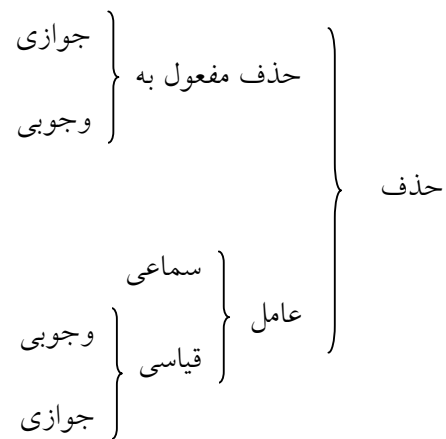 جوازی
حذف مفعول به
وجوبی
حذف
سماعی
عامل
وجوبی
قیاسی
جوازی